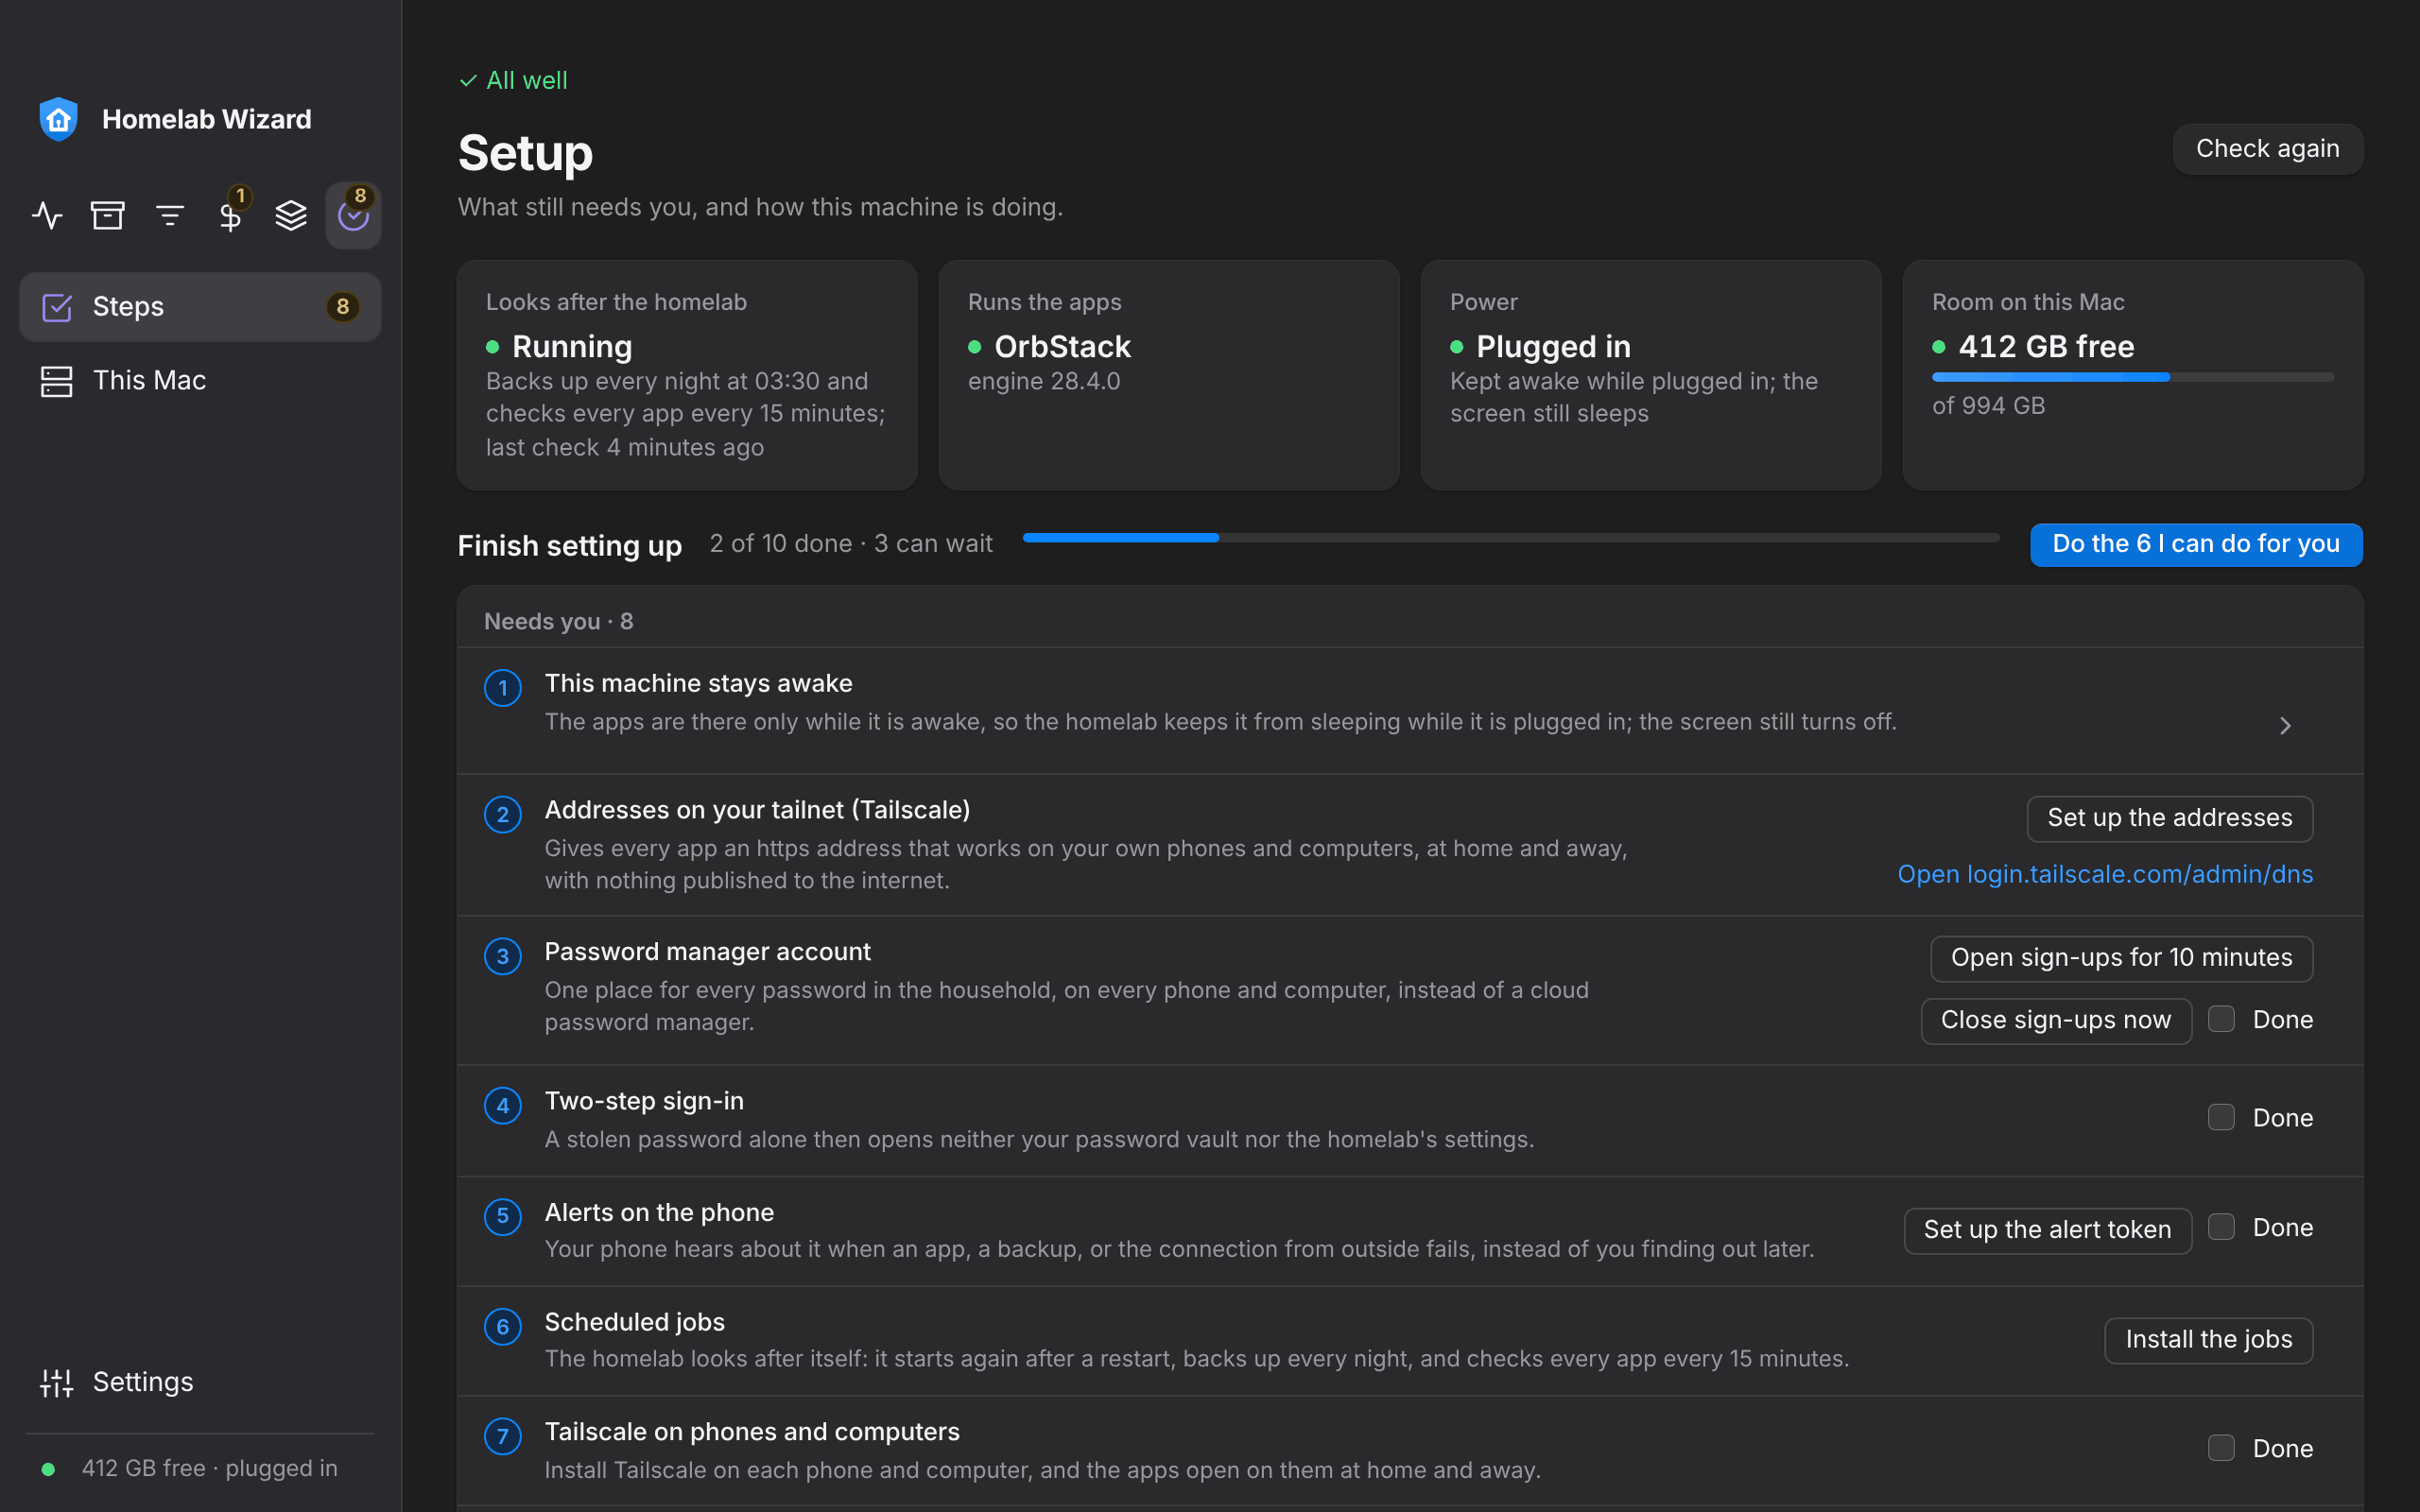 Homelab Wizard
1
8
Steps
8
This Mac
Settings
412 GB free · plugged in
All well
Setup
Check again
What still needs you, and how this machine is doing.
Looks after the homelab
Running
Backs up every night at 03:30 and
checks every app every 15 minutes;
last check 4 minutes ago
Runs the apps
OrbStack
engine 28.4.0
Power
Plugged in
Kept awake while plugged in; the
screen still sleeps
Room on this Mac
412 GB free
of 994 GB
Finish setting up
2 of 10 done · 3 can wait
Do the 6 I can do for you
Needs you · 8
1
This machine stays awake
The apps are there only while it is awake, so the homelab keeps it from sleeping while it is plugged in; the screen still turns off.
2
Addresses on your tailnet (Tailscale)
Gives every app an https address that works on your own phones and computers, at home and away,
with nothing published to the internet.
Set up the addresses
Open login.tailscale.com/admin/dns
3
Password manager account
One place for every password in the household, on every phone and computer, instead of a cloud
password manager.
Open sign-ups for 10 minutes
Close sign-ups now
Done
4
Two-step sign-in
A stolen password alone then opens neither your password vault nor the homelab's settings.
Done
5
Alerts on the phone
Your phone hears about it when an app, a backup, or the connection from outside fails, instead of you finding out later.
Set up the alert token
Done
6
Scheduled jobs
The homelab looks after itself: it starts again after a restart, backs up every night, and checks every app every 15 minutes.
Install the jobs
7
Tailscale on phones and computers
Install Tailscale on each phone and computer, and the apps open on them at home and away.
Done